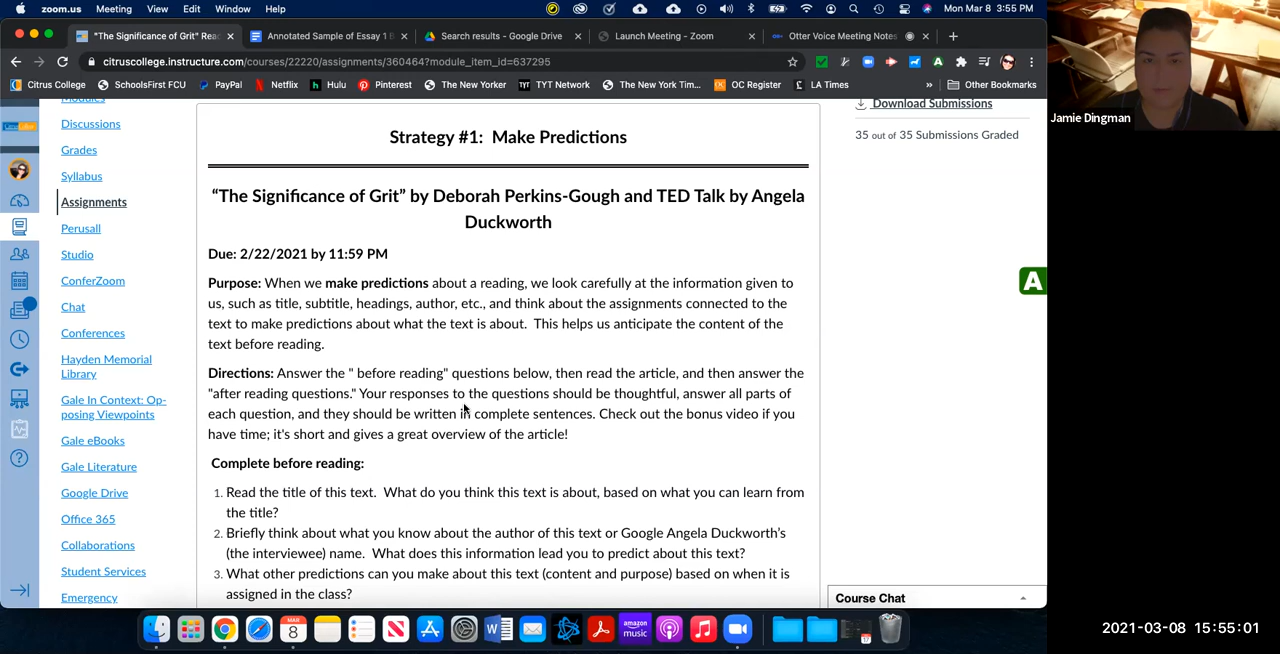 zoom.us Meeting View Edit Window Help Mon Mar 8 3:55 PM
"The Significance of Grit" Rea Annotated Sample of Essay 1 B Search results - Google Drive Launch Meeting - Zoom Otter Voice Meeting Notes
citruscollege.instructure.com/courses/22220/assignments/360464?module_item_id=637295
Citrus College SchoolsFirst FCU PayPal Netflix Hulu Pinterest The New Yorker TYT Network The New York Tim... OC Register LA Times » Other Bookmarks
Modules
Discussions
Grades
Syllabus
Assignments
Perusall
Studio
ConferZoom
Chat
Conferences
Hayden Memorial
Library
Gale In Context: Op-
posing Viewpoints
Gale eBooks
Gale Literature
Google Drive
Office 365
Collaborations
Student Services
Emergency
Strategy #1: Make Predictions
“The Significance of Grit” by Deborah Perkins-Gough and TED Talk by Angela
Duckworth
Due: 2/22/2021 by 11:59 PM
Purpose: When we make predictions about a reading, we look carefully at the information given to
us, such as title, subtitle, headings, author, etc., and think about the assignments connected to the
text to make predictions about what the text is about. This helps us anticipate the content of the
text before reading.
Directions: Answer the " before reading" questions below, then read the article, and then answer the
"after reading questions." Your responses to the questions should be thoughtful, answer all parts of
each question, and they should be written in complete sentences. Check out the bonus video if you
have time; it's short and gives a great overview of the article!
Complete before reading:
1. Read the title of this text. What do you think this text is about, based on what you can learn from
the title?
2. Briefly think about what you know about the author of this text or Google Angela Duckworth’s
(the interviewee) name. What does this information lead you to predict about this text?
3. What other predictions can you make about this text (content and purpose) based on when it is
assigned in the class?
Download Submissions
35 out of 35 Submissions Graded
A
Course Chat
Jamie Dingman
MAR
8
amazon
music
2021-03-08 15:55:01